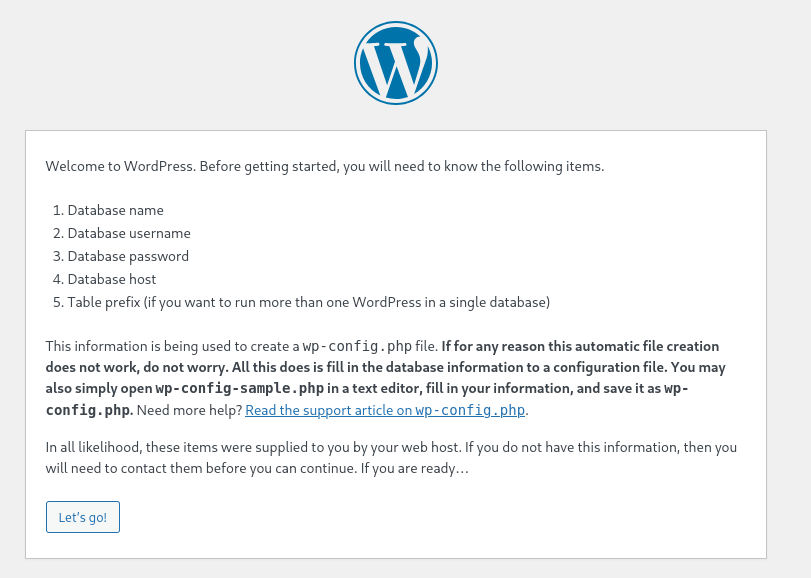 Welcome to WordPress. Before getting started, you will need to know the following items.
1. Database name
2. Database username
3. Database password
4. Database host
5. Table prefix (if you want to run more than one WordPress in a single database)
This information is being used to create a wp-config.php file. If for any reason this automatic file creation
does not work, do not worry. All this does is fill in the database information to a configuration file. You may
also simply open wp-config-sample.php in a text editor, fill in your information, and save it as wp-
config.php. Need more help? Read the support article on wp-config.php.
In all likelihood, these items were supplied to you by your web host. If you do not have this information, then you
will need to contact them before you can continue. If you are ready…
Let's go!